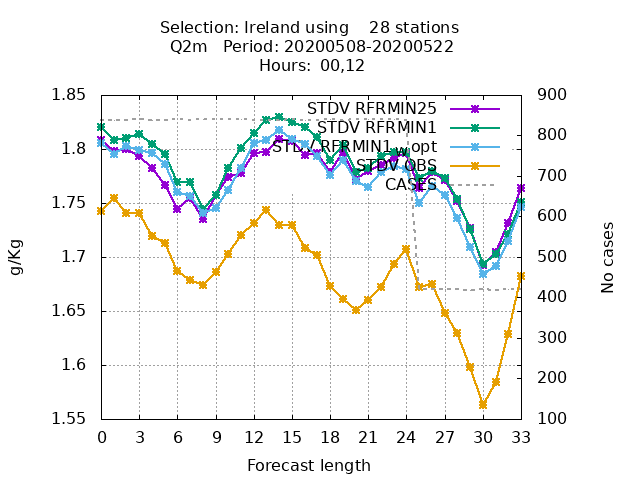 Selection: Ireland using 28 stations
Q2m Period: 20200508-20200522
Hours: 00,12
1.85 900
STDV RFRMIN25
STDV RFRMIN1 800
1.8 STDV RFRMIN1w opt
STDV OBS
CASES 700
1.75
600
g/Kg 1.7 500 No cases
400
1.65
300
1.6
200
1.55 100
0 3 6 9 12 15 18 21 24 27 30 33
Forecast length